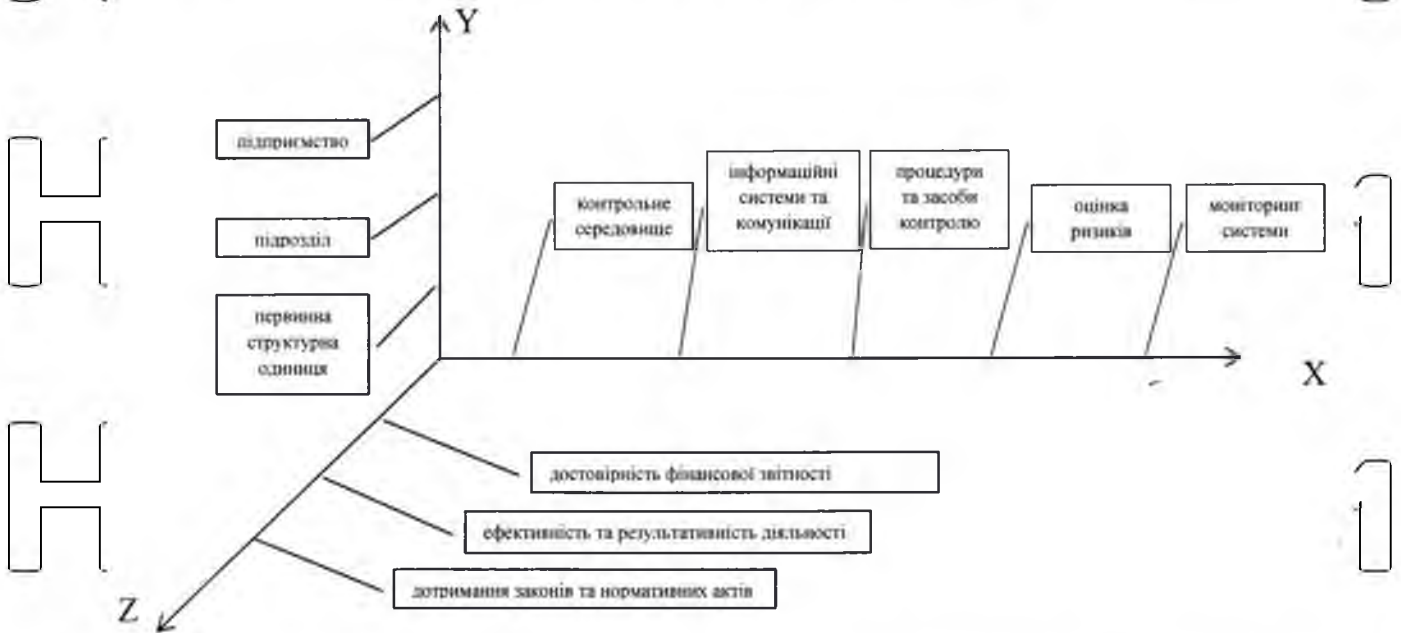 Y
підприємство
підрозділ
первинна
структурна
одиниця
контрольне
середовище
інформаційні
системи та
комунікації
процедури
та засоби
контролю
оцінка
ризиків
моніторинг
системи
X
достовірність фінансової звітності
ефективність та результативність діяльності
дотримання законів та нормативних актів
Z